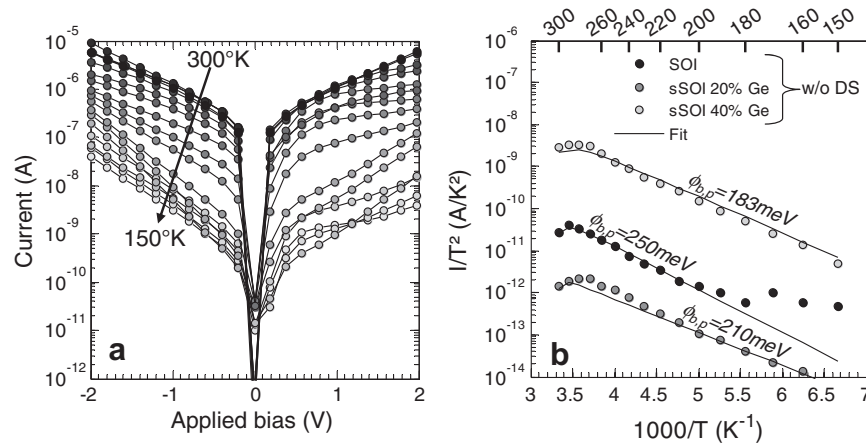 300 260 240 220 200 180 160 150
10⁻⁵
10⁻⁶
10⁻⁷
10⁻⁸
10⁻⁹
10⁻¹⁰
10⁻¹¹
10⁻¹²
Current (A)
300°K
150°K
a
-2 -1 0 1 2
Applied bias (V)
10⁻⁶
10⁻⁷
10⁻⁸
10⁻⁹
10⁻¹⁰
10⁻¹¹
10⁻¹²
10⁻¹³
10⁻¹⁴
I/T² (A/K²)
SOI
sSOI 20% Ge
sSOI 40% Ge
w/o DS
Fit
ϕb,p=183meV
ϕb,p=250meV
ϕb,p=210meV
b
3 3.5 4 4.5 5 5.5 6 6.5 7
1000/T (K⁻¹)